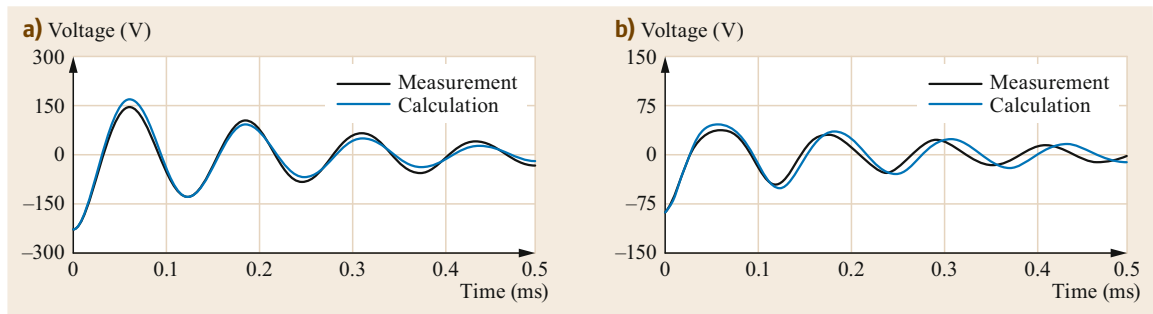 a) Voltage (V)
300
150
0
–150
–300
0 0.1 0.2 0.3 0.4 0.5
Time (ms)
Measurement
Calculation
b) Voltage (V)
150
75
0
–75
–150
0 0.1 0.2 0.3 0.4 0.5
Time (ms)
Measurement
Calculation